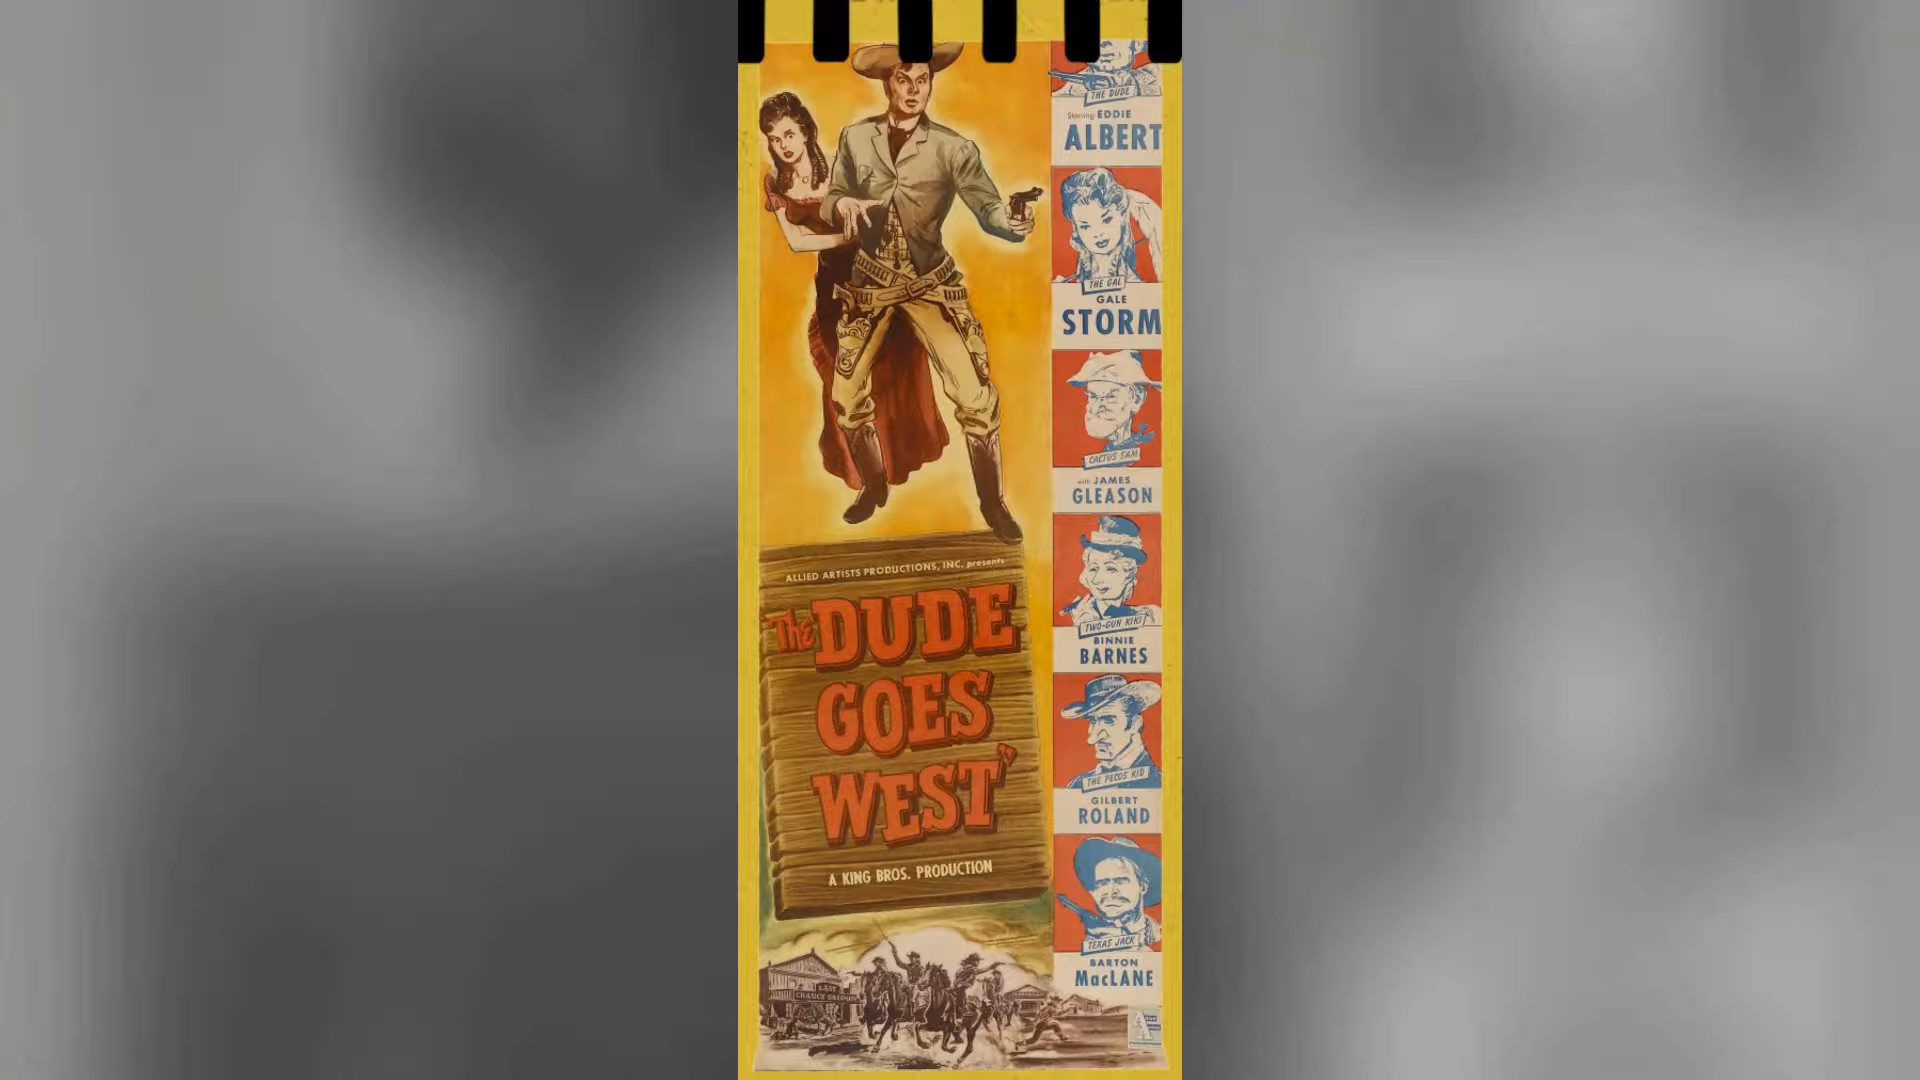 THE DUDE
Starring EDDIE
ALBERT
THE GAL
GALE
STORM
CACTUS SAM
with JAMES
GLEASON
TWO-GUN KIKI
BINNIE
BARNES
THE PECOS KID
GILBERT
ROLAND
TEXAS JACK
BARTON
MacLANE
ALLIED ARTISTS PRODUCTIONS, INC. presents
"The DUDE
GOES
WEST"
A KING BROS. PRODUCTION
LAST
CHANCE SALOON